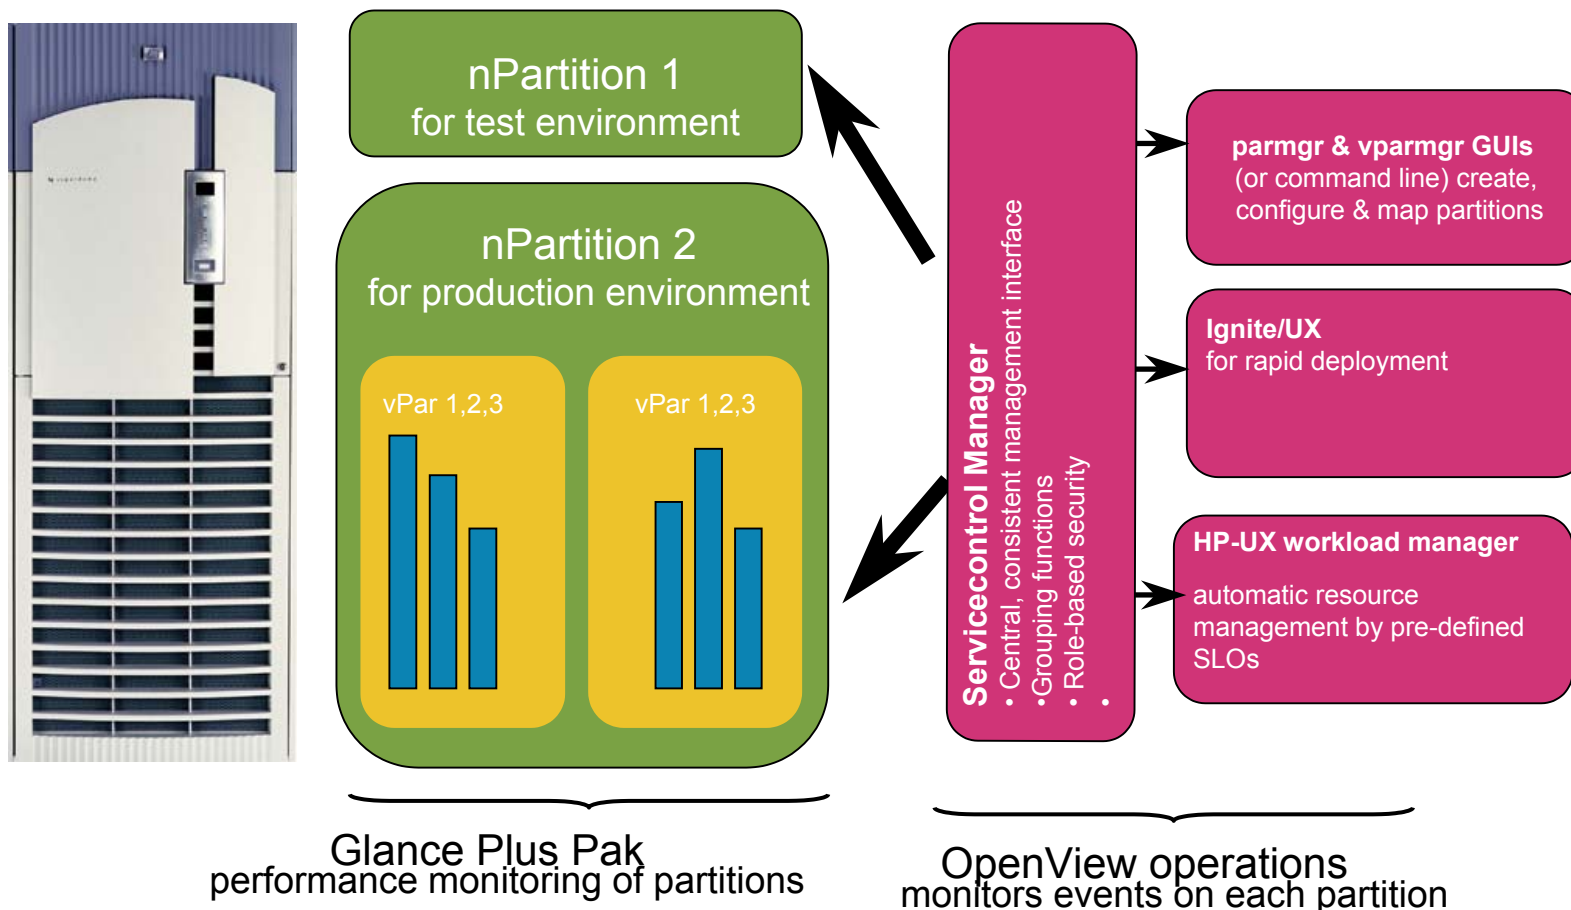 nPartition 1
for test environment
nPartition 2
for production environment
vPar 1,2,3
vPar 1,2,3
Servicecontrol Manager
• Central, consistent management interface
•Grouping functions
• Role-based security
•
parmgr & vparmgr GUIs
(or command line) create,
configure & map partitions
Ignite/UX
for rapid deployment
HP-UX workload manager
automatic resource
management by pre-defined
SLOs
Glance Plus Pak
performance monitoring of partitions
OpenView operations
monitors events on each partition